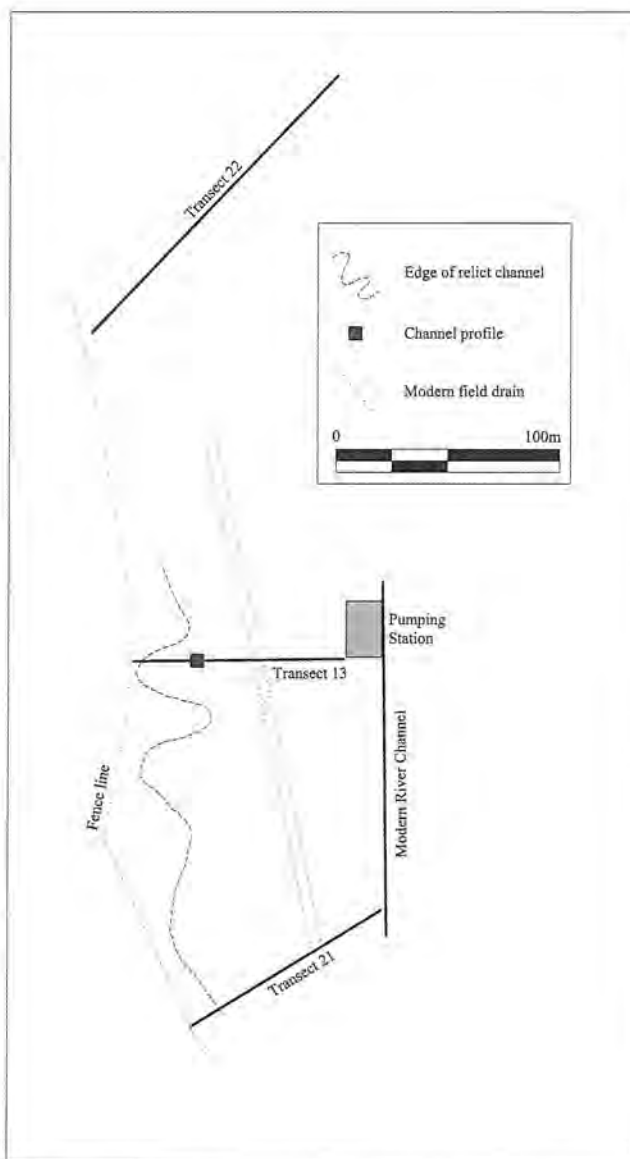 Transect 22
Edge of relict channel
Channel profile
Modern field drain
0 100m
Pumping
Station
Transect 13
Modern River Channel
Fence line
Transect 21